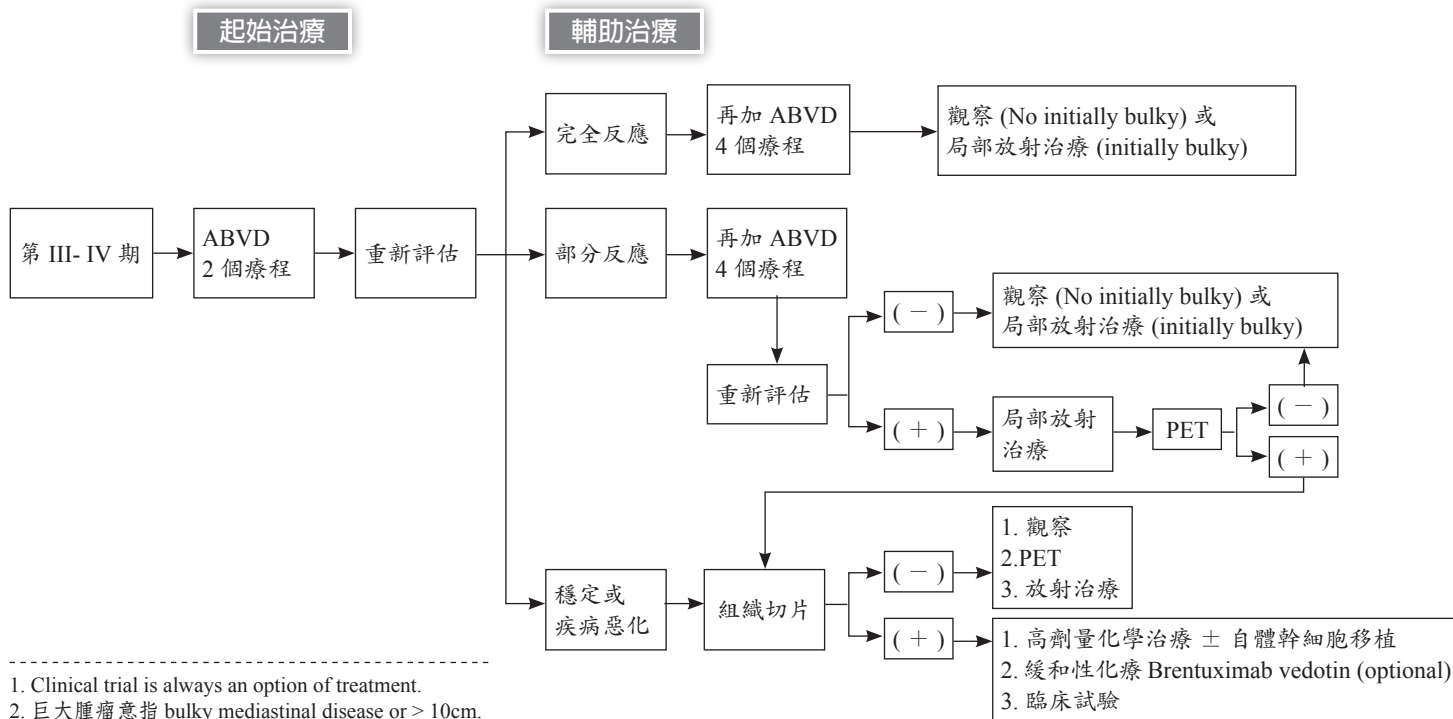 起始治療
輔助治療
完全反應
再加 ABVD
4 個療程
觀察 (No initially bulky) 或
局部放射治療 (initially bulky)
第 III- IV 期
ABVD
2 個療程
重新評估
部分反應
再加 ABVD
4 個療程
( － )
觀察 (No initially bulky) 或
局部放射治療 (initially bulky)
重新評估
( ＋ )
局部放射
治療
PET
( － )
( ＋ )
穩定或
疾病惡化
組織切片
( － )
1. 觀察
2.PET
3. 放射治療
( ＋ )
1. 高劑量化學治療 ± 自體幹細胞移植
2. 緩和性化療 Brentuximab vedotin (optional)
3. 臨床試驗
1. Clinical trial is always an option of treatment.
2. 巨大腫瘤意指 bulky mediastinal disease or > 10cm.